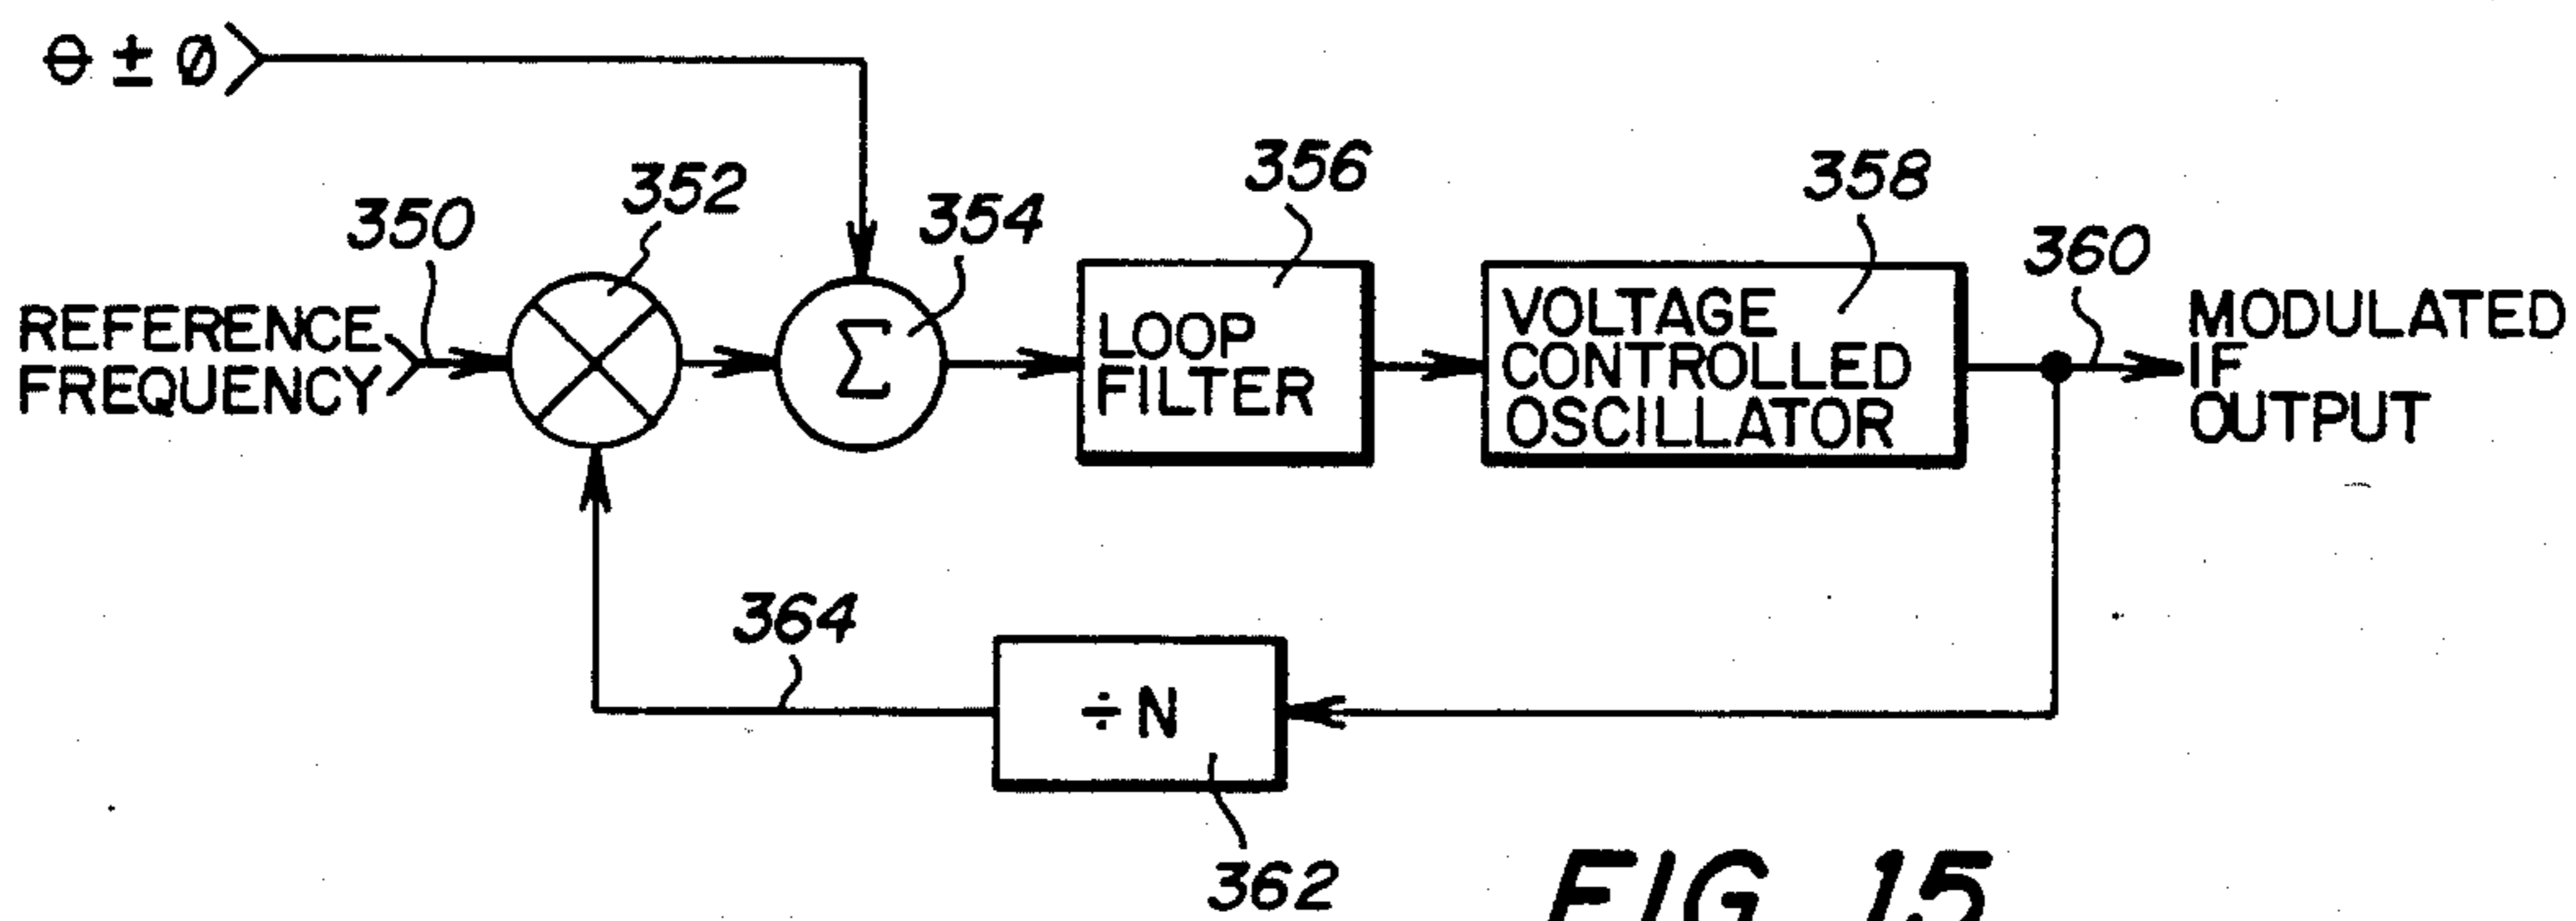 θ ± Ø
350
352
354
356
358
360
REFERENCE
FREQUENCY
Σ
LOOP
FILTER
VOLTAGE
CONTROLLED
OSCILLATOR
MODULATED
IF
OUTPUT
364
÷ N
362
FIG. 15